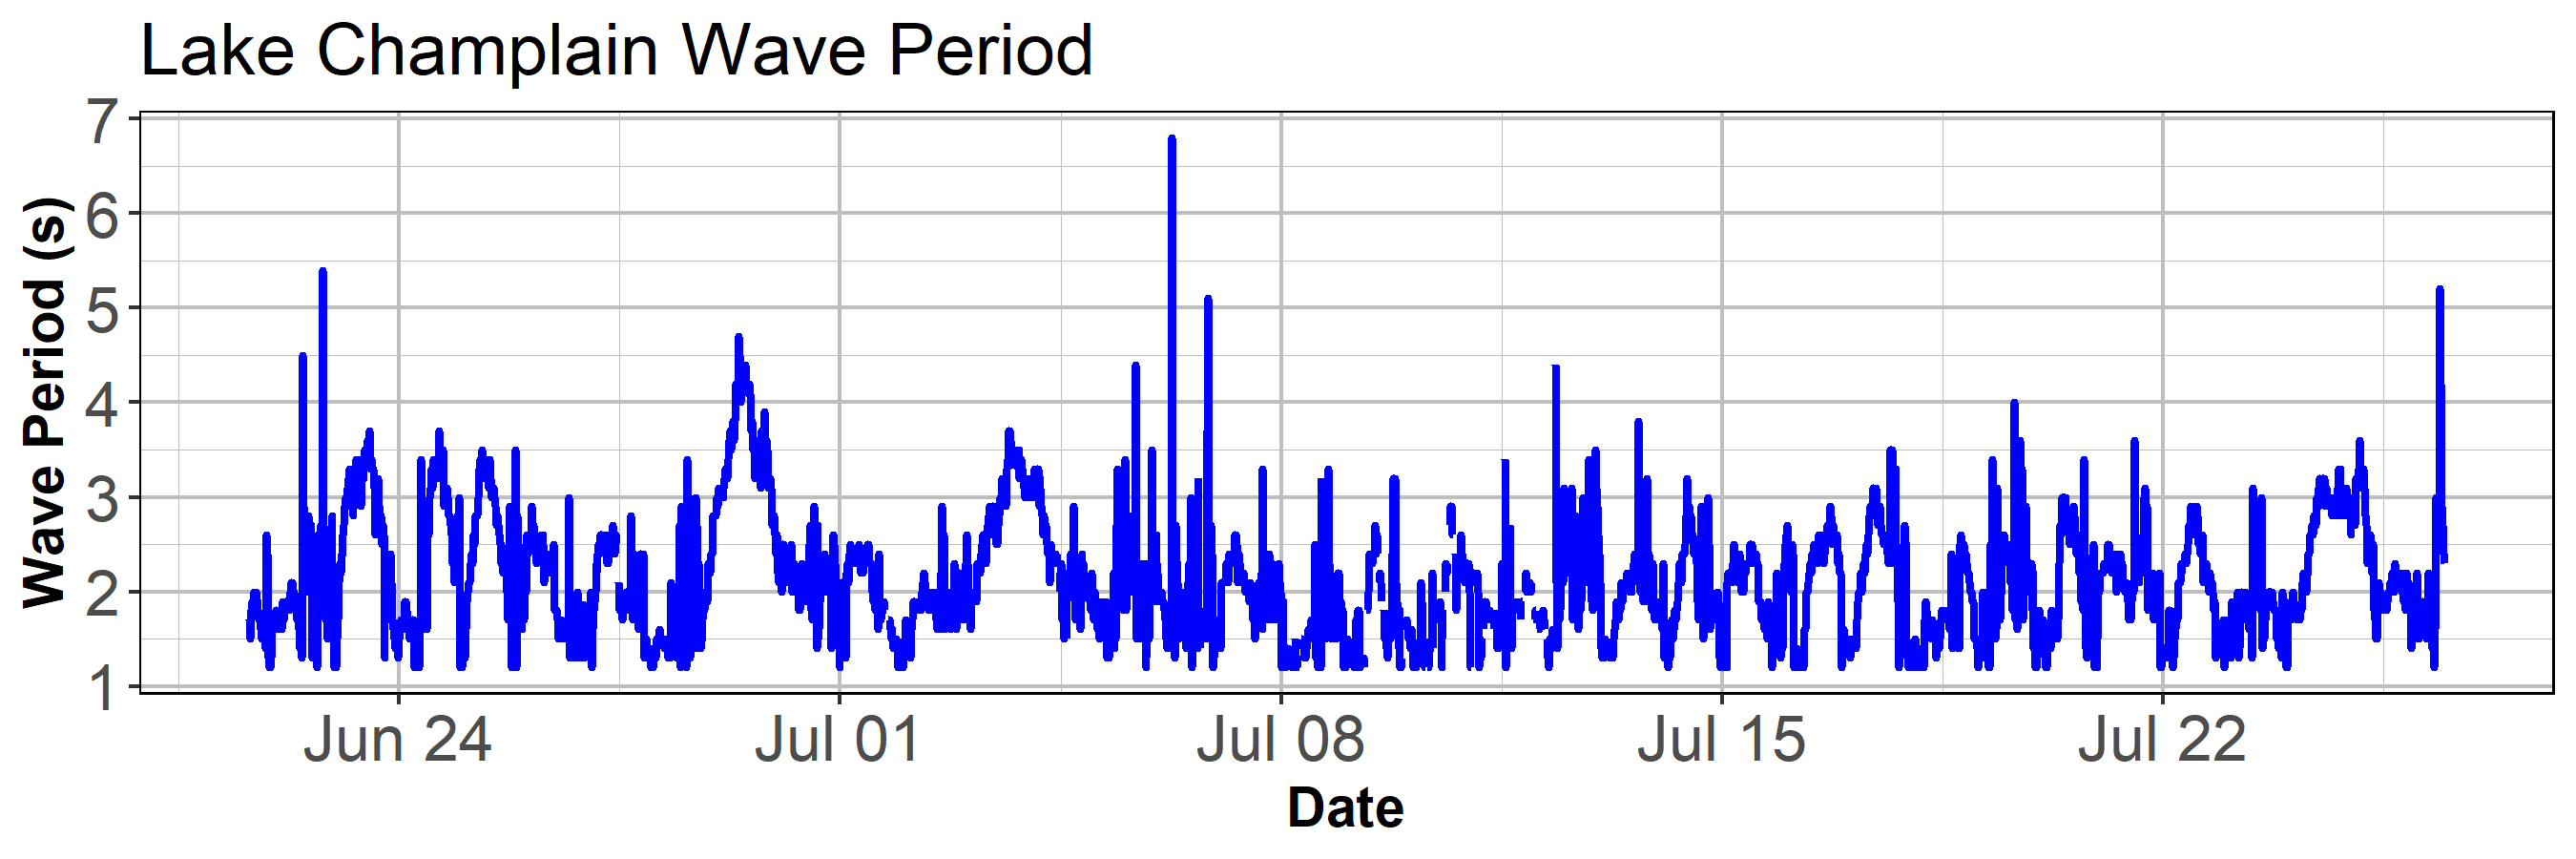 Lake Champlain Wave Period
Wave Period (s)
7
6
5
4
3
2
1
Jun 24
Jul 01
Jul 08
Jul 15
Jul 22
Date